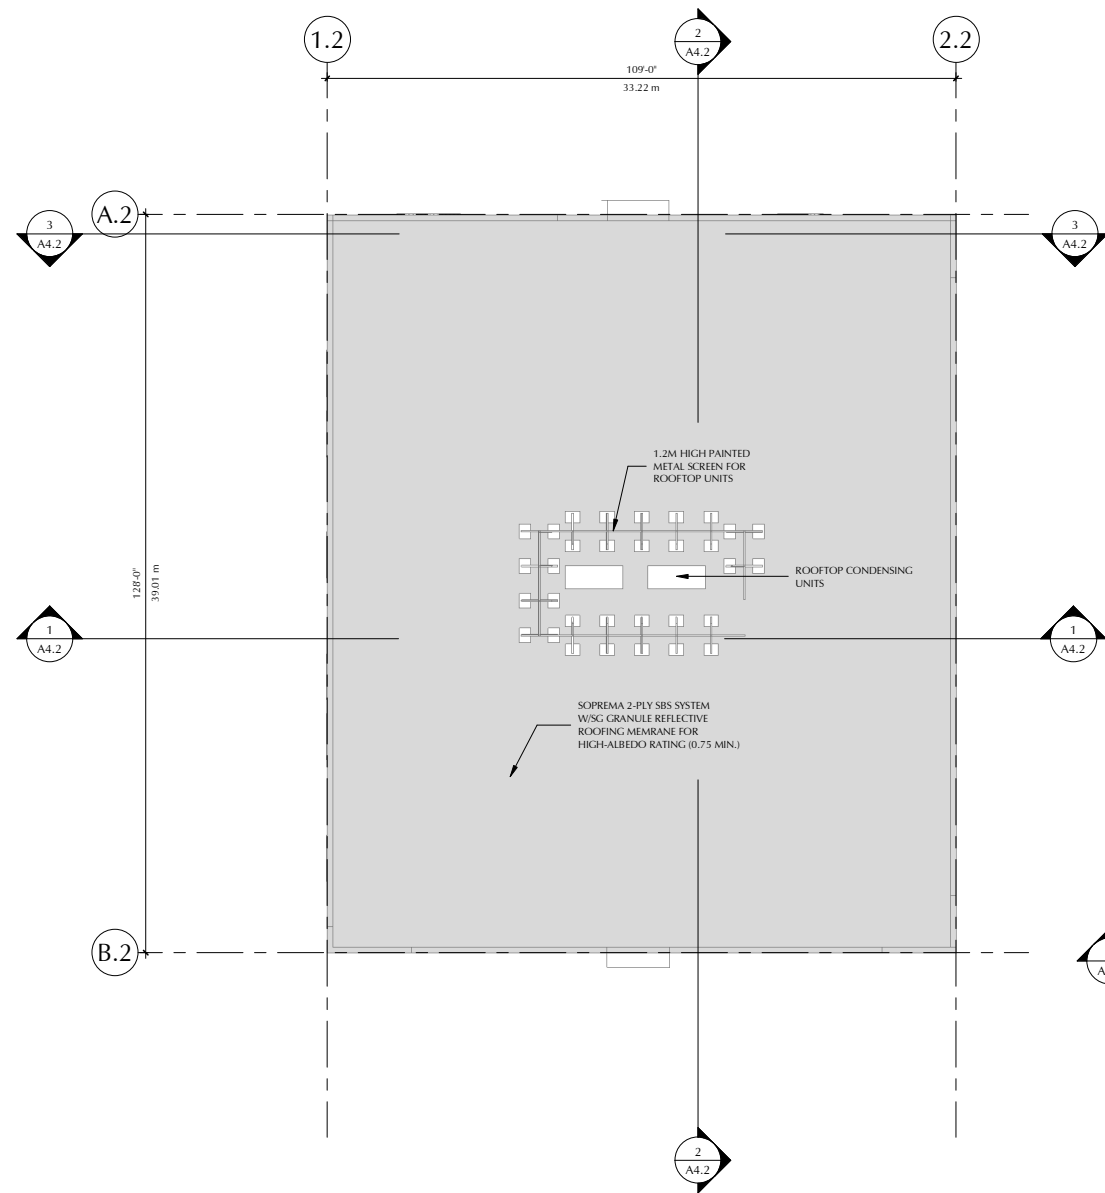 1.2
2
A4.2
2.2
109'-0"
33.22 m
A.2
3
A4.2
3
A4.2
1.2M HIGH PAINTED
METAL SCREEN FOR
ROOFTOP UNITS
128'-0"
39.01 m
ROOFTOP CONDENSING
UNITS
1
A4.2
1
A4.2
SOPREMA 2-PLY SBS SYSTEM
W/SG GRANULE REFLECTIVE
ROOFING MEMRANE FOR
HIGH-ALBEDO RATING (0.75 MIN.)
B.2
A
2
A4.2